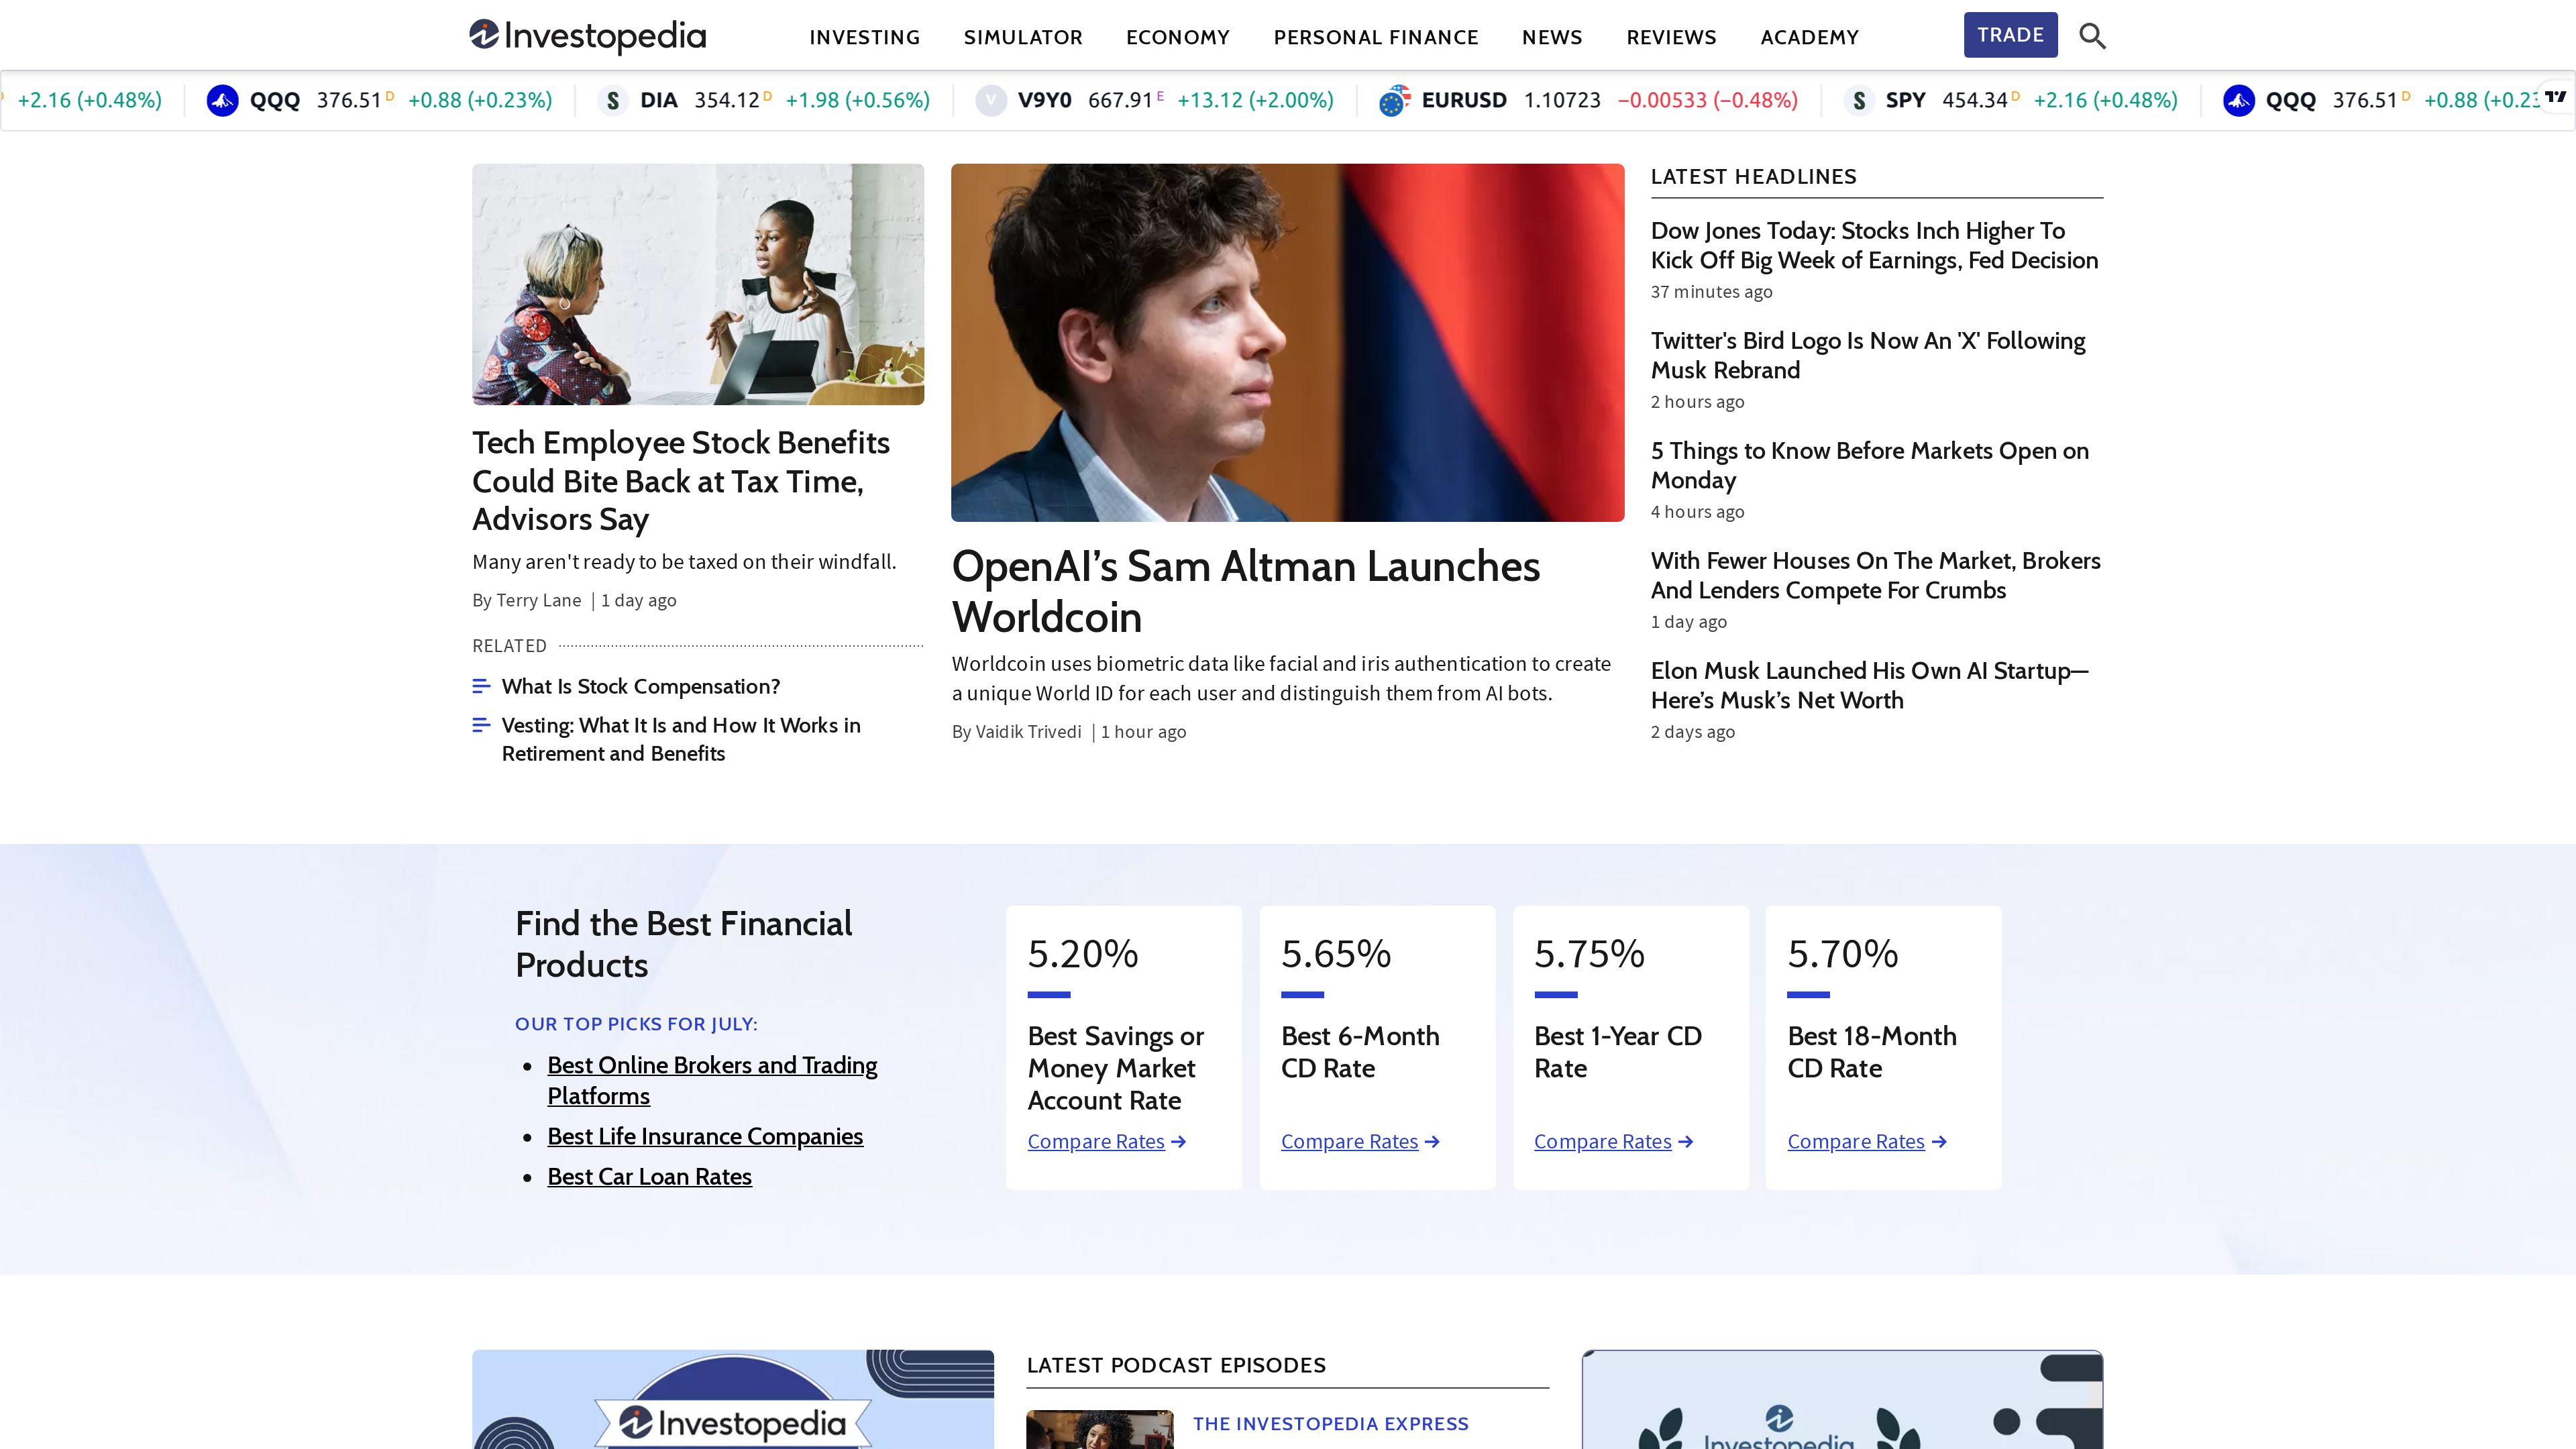 Investopedia
INVESTING SIMULATOR ECONOMY PERSONAL FINANCE NEWS REVIEWS ACADEMY
TRADE
+2.16 (+0.48%) QQQ 376.51 D +0.88 (+0.23%) S DIA 354.12 D +1.98 (+0.56%) V V9Y0 667.91 E +13.12 (+2.00%) EURUSD 1.10723 −0.00533 (−0.48%) S SPY 454.34 D +2.16 (+0.48%) QQQ 376.51 D +0.88 (+0.23
Tech Employee Stock Benefits
Could Bite Back at Tax Time,
Advisors Say
Many aren't ready to be taxed on their windfall.
By Terry Lane | 1 day ago
RELATED
What Is Stock Compensation?
Vesting: What It Is and How It Works in
Retirement and Benefits
OpenAI’s Sam Altman Launches
Worldcoin
Worldcoin uses biometric data like facial and iris authentication to create
a unique World ID for each user and distinguish them from AI bots.
By Vaidik Trivedi | 1 hour ago
LATEST HEADLINES
Dow Jones Today: Stocks Inch Higher To
Kick Off Big Week of Earnings, Fed Decision
37 minutes ago
Twitter's Bird Logo Is Now An 'X' Following
Musk Rebrand
2 hours ago
5 Things to Know Before Markets Open on
Monday
4 hours ago
With Fewer Houses On The Market, Brokers
And Lenders Compete For Crumbs
1 day ago
Elon Musk Launched His Own AI Startup—
Here’s Musk’s Net Worth
2 days ago
Find the Best Financial
Products
OUR TOP PICKS FOR JULY:
Best Online Brokers and Trading
Platforms
Best Life Insurance Companies
Best Car Loan Rates
5.20%
Best Savings or
Money Market
Account Rate
Compare Rates
5.65%
Best 6-Month
CD Rate
Compare Rates
5.75%
Best 1-Year CD
Rate
Compare Rates
5.70%
Best 18-Month
CD Rate
Compare Rates
Investopedia
LATEST PODCAST EPISODES
THE INVESTOPEDIA EXPRESS
Investopedia